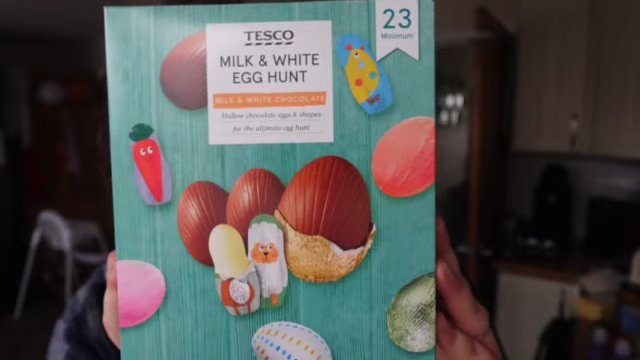 TESCO
23
Minimum
MILK & WHITE
EGG HUNT
MILK & WHITE CHOCOLATE
Hollow chocolate eggs & shapes
for the ultimate egg hunt